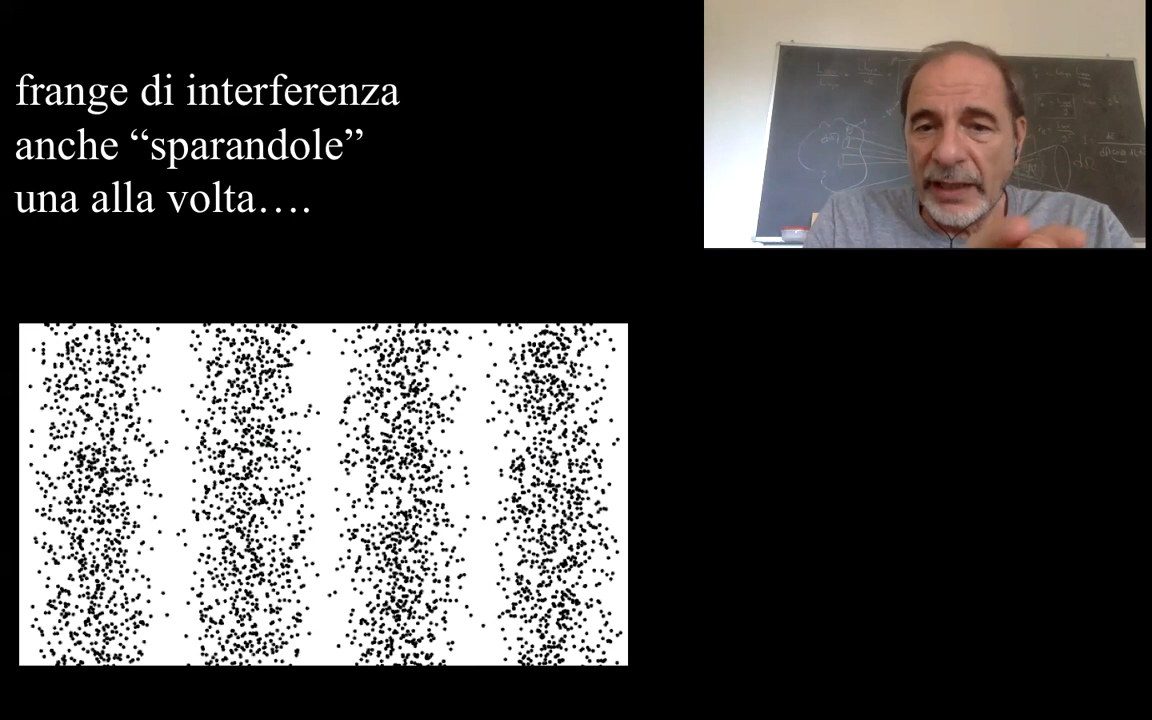 frange di interferenza
anche “sparandole”
una alla volta….